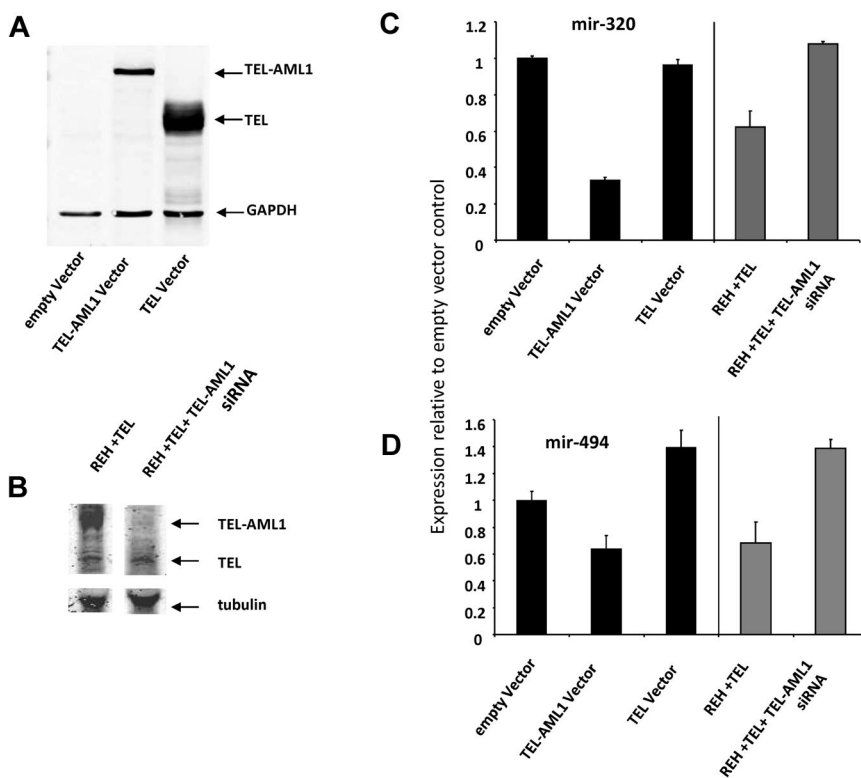 A
TEL-AML1
TEL
GAPDH
empty Vector
TEL-AML1 Vector
TEL Vector
B
REH +TEL
REH +TEL+ TEL-AML1
siRNA
TEL-AML1
TEL
tubulin
Expression relative to empty vector control
C
mir-320
1.2
1
0.8
0.6
0.4
0.2
0
empty Vector
TEL-AML1 Vector
TEL Vector
REH +TEL
REH +TEL+ TEL-AML1
siRNA
D
mir-494
1.6
1.4
1.2
1
0.8
0.6
0.4
0.2
0
empty Vector
TEL-AML1 Vector
TEL Vector
REH +TEL
REH +TEL+ TEL-AML1
siRNA